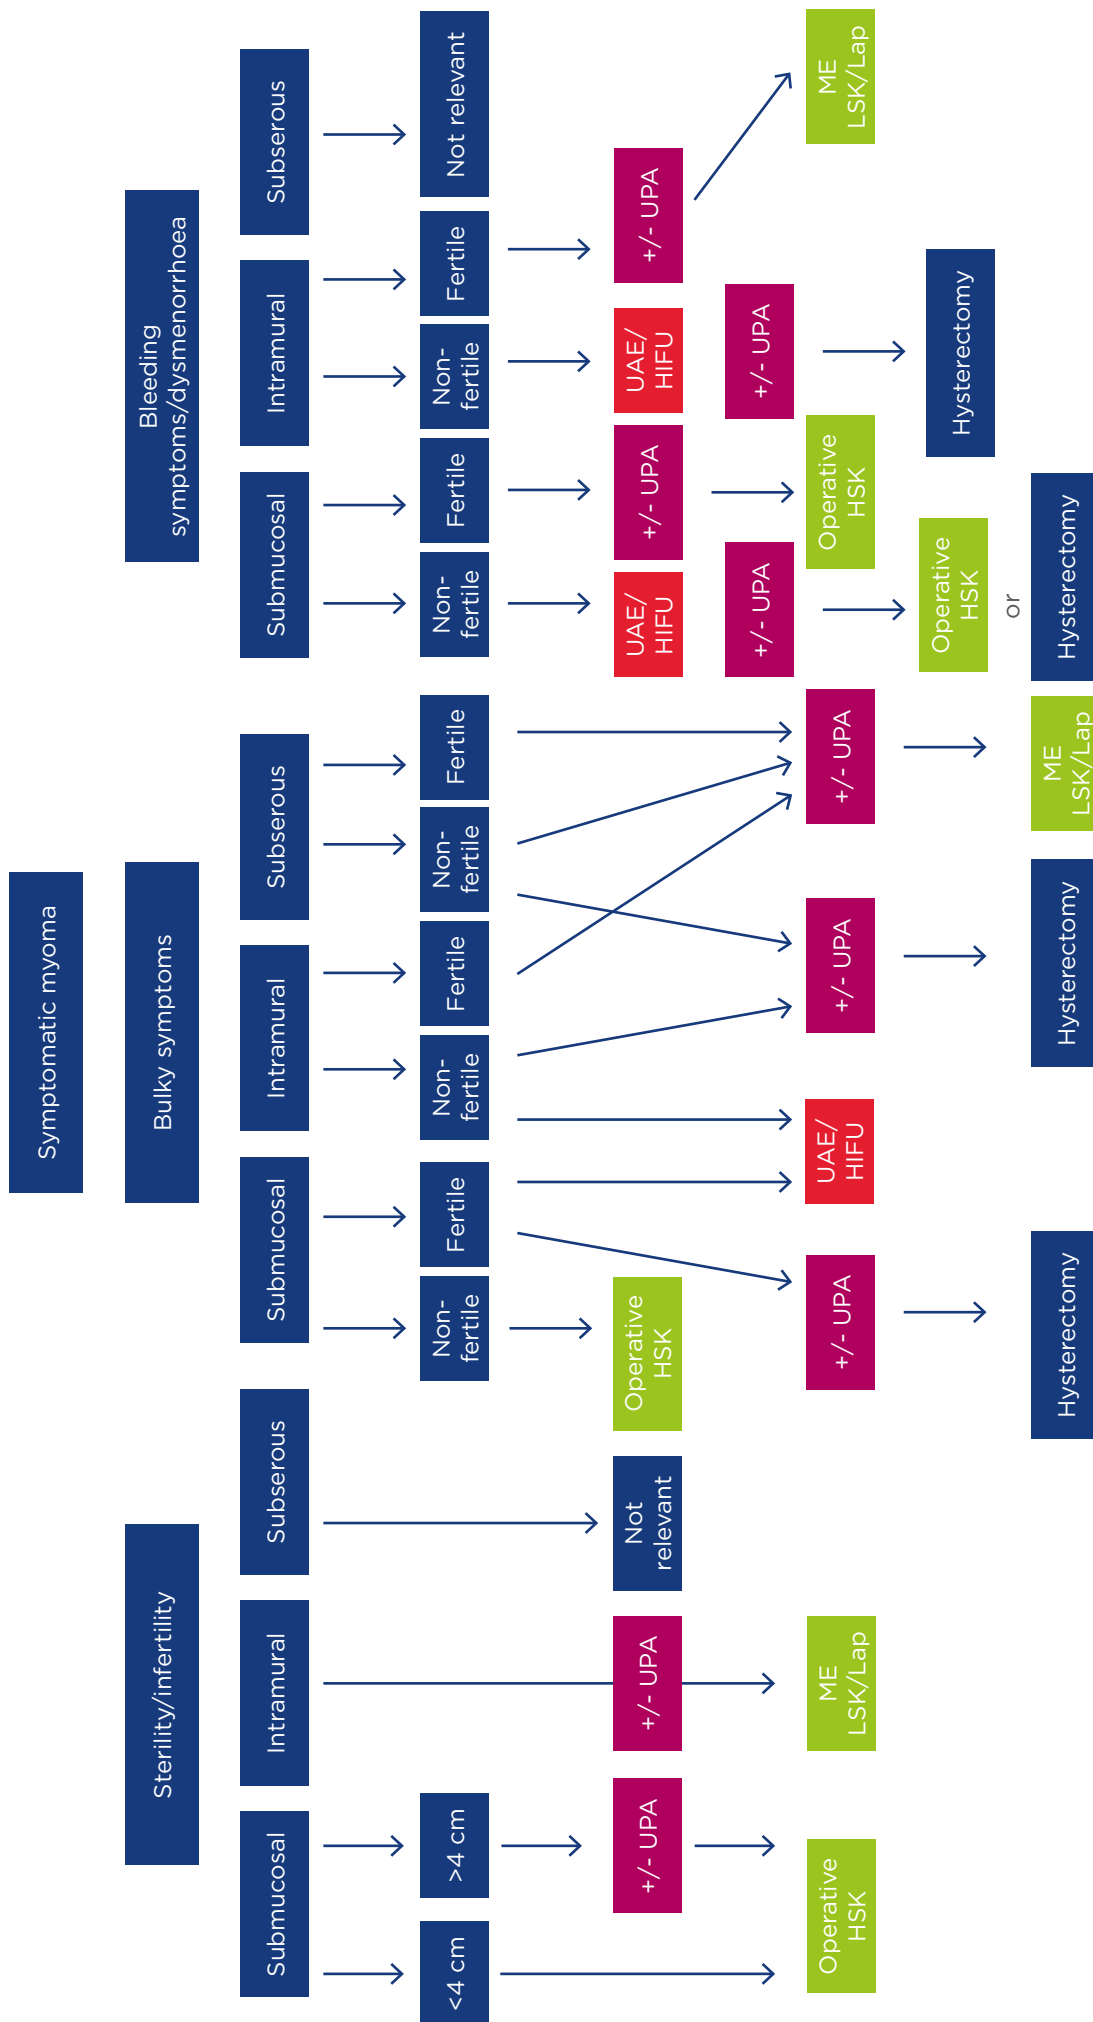 Symptomatic myoma
Sterility/infertility
Bulky symptoms
Bleeding
symptoms/dysmenorrhoea
Submucosal
Intramural
Subserous
Submucosal
Intramural
Subserous
Submucosal
Intramural
Subserous
<4 cm
>4 cm
Non-
fertile
Fertile
Non-
fertile
Fertile
Non-
fertile
Fertile
Non-
fertile
Fertile
Non-
fertile
Fertile
Not relevant
+/- UPA
+/- UPA
Not
relevant
Operative
HSK
UAE/
HIFU
+/- UPA
UAE/
HIFU
+/- UPA
+/- UPA
+/- UPA
Operative
HSK
ME
LSK/Lap
+/- UPA
UAE/
HIFU
+/- UPA
+/- UPA
Operative
HSK
ME
LSK/Lap
Operative
HSK
Hysterectomy
or
Hysterectomy
Hysterectomy
ME
LSK/Lap
Hysterectomy